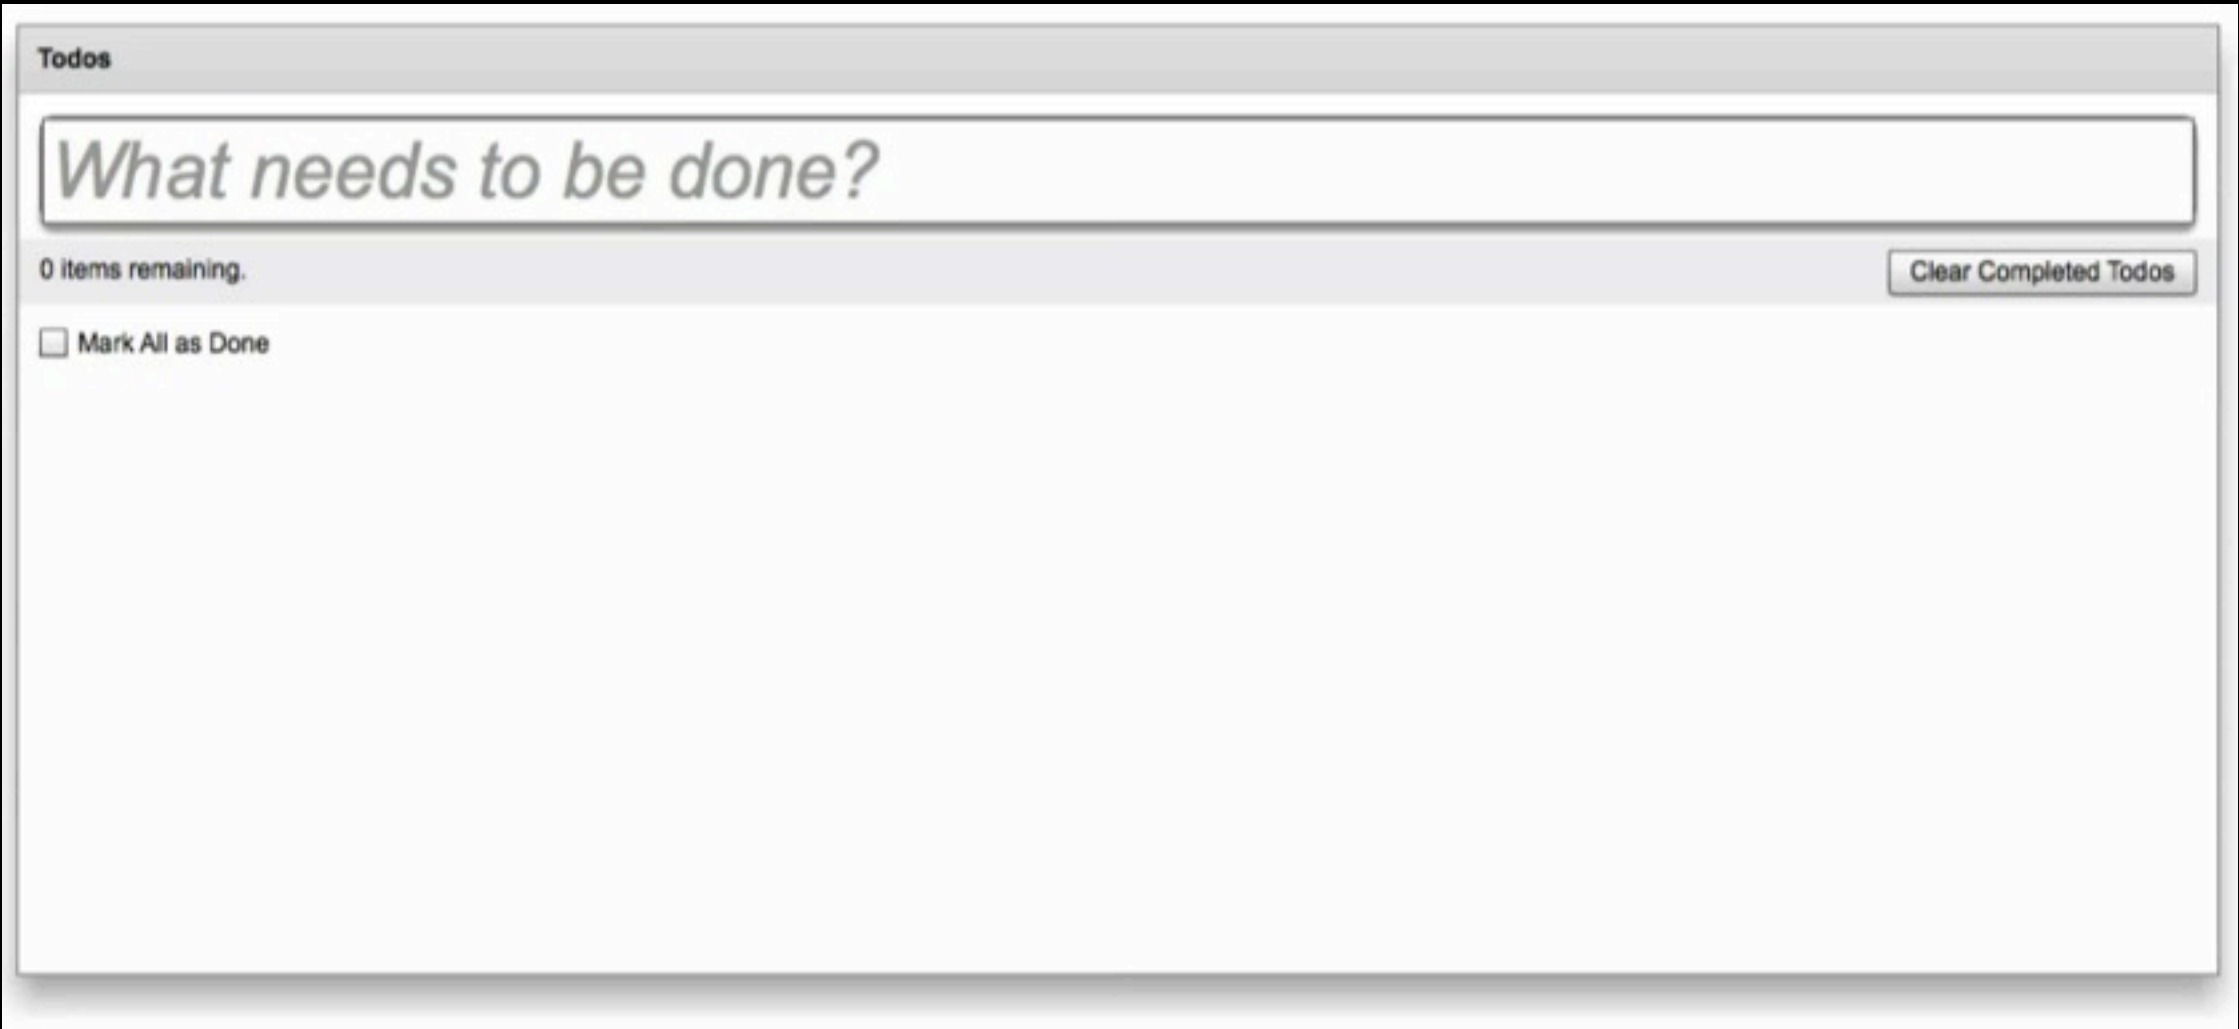 Todos
What needs to be done?
0 items remaining.
Clear Completed Todos
Mark All as Done